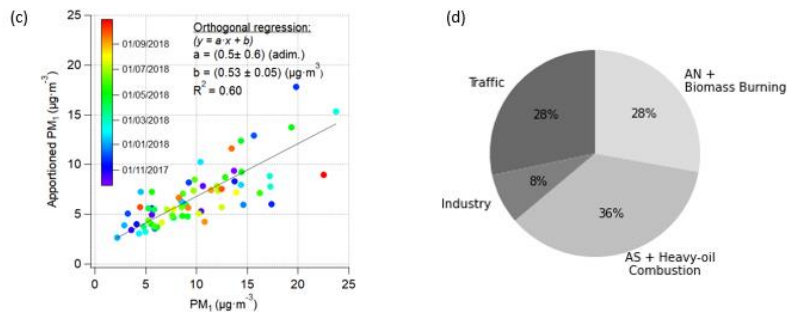 (c)
25
20
15
10
5
0
Apportioned PM₁ (µg·m⁻³)
01/09/2018
01/07/2018
01/05/2018
01/03/2018
01/01/2018
01/11/2017
Orthogonal regression:
(y = a·x + b)
a = (0.5± 0.6) (adim.)
b = (0.53 ± 0.05) (µg·m³)
R² = 0.60
0 5 10 15 20 25
PM₁ (µg·m⁻³)
(d)
Traffic
28%
AN +
Biomass Burning
28%
Industry
8%
36%
AS + Heavy-oil
Combustion